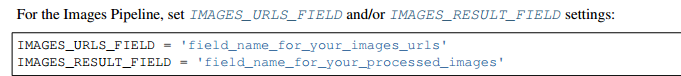 For the Images Pipeline, set IMAGES_URLS_FIELD and/or IMAGES_RESULT_FIELD settings:
IMAGES_URLS_FIELD = 'field_name_for_your_images_urls'
IMAGES_RESULT_FIELD = 'field_name_for_your_processed_images'